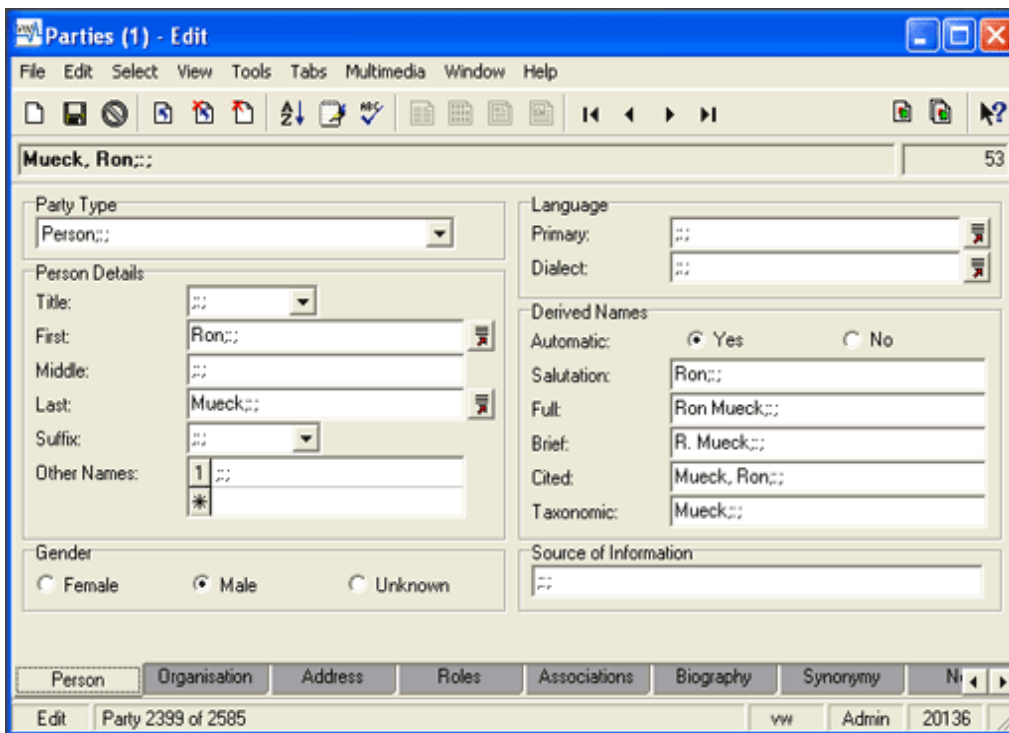 Parties (1) - Edit
File Edit Select View Tools Tabs Multimedia Window Help
Mueck, Ron;:; 53
Party Type
Person;:;
Person Details
Title: ;:;
First: Ron;:;
Middle: ;:;
Last: Mueck;:;
Suffix: ;:;
Other Names: 1 ;:;
Gender
Female Male Unknown
Language
Primary: ;:;
Dialect: ;:;
Derived Names
Automatic: Yes No
Salutation: Ron;:;
Full: Ron Mueck;:;
Brief: R. Mueck;:;
Cited: Mueck, Ron;:;
Taxonomic: Mueck;:;
Source of Information
;:;
Person Organisation Address Roles Associations Biography Synonymy
Edit Party 2399 of 2585 vw Admin 20136